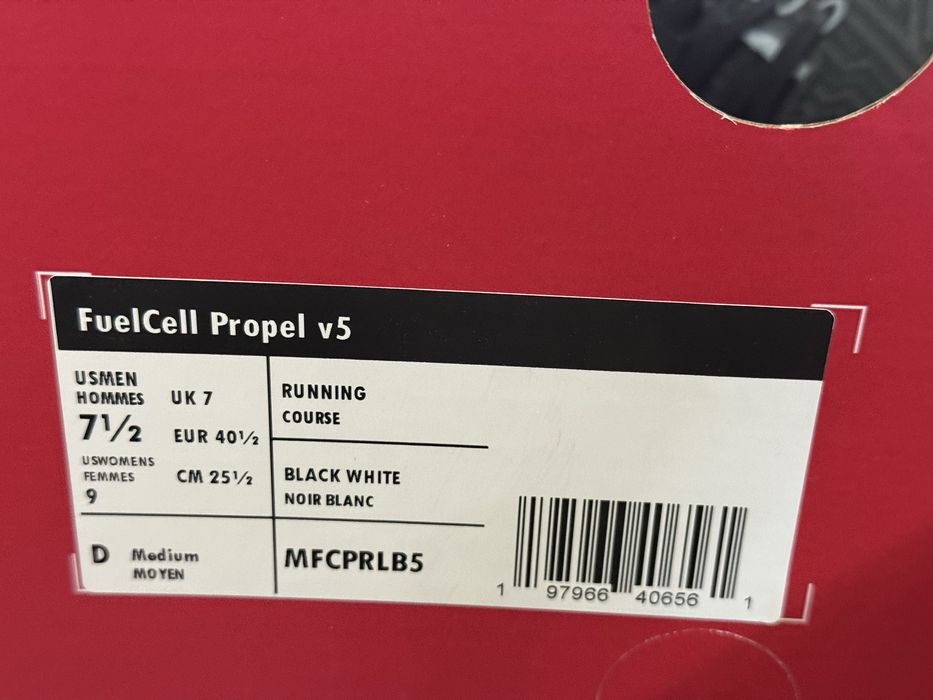 FuelCell Propel v5
USMEN
HOMMES
7½
USWOMENS
FEMMES
9
UK 7
EUR 40½
CM 25½
RUNNING
COURSE
BLACK WHITE
NOIR BLANC
D Medium
MOYEN
MFCPRLB5
1 97966 40656 1